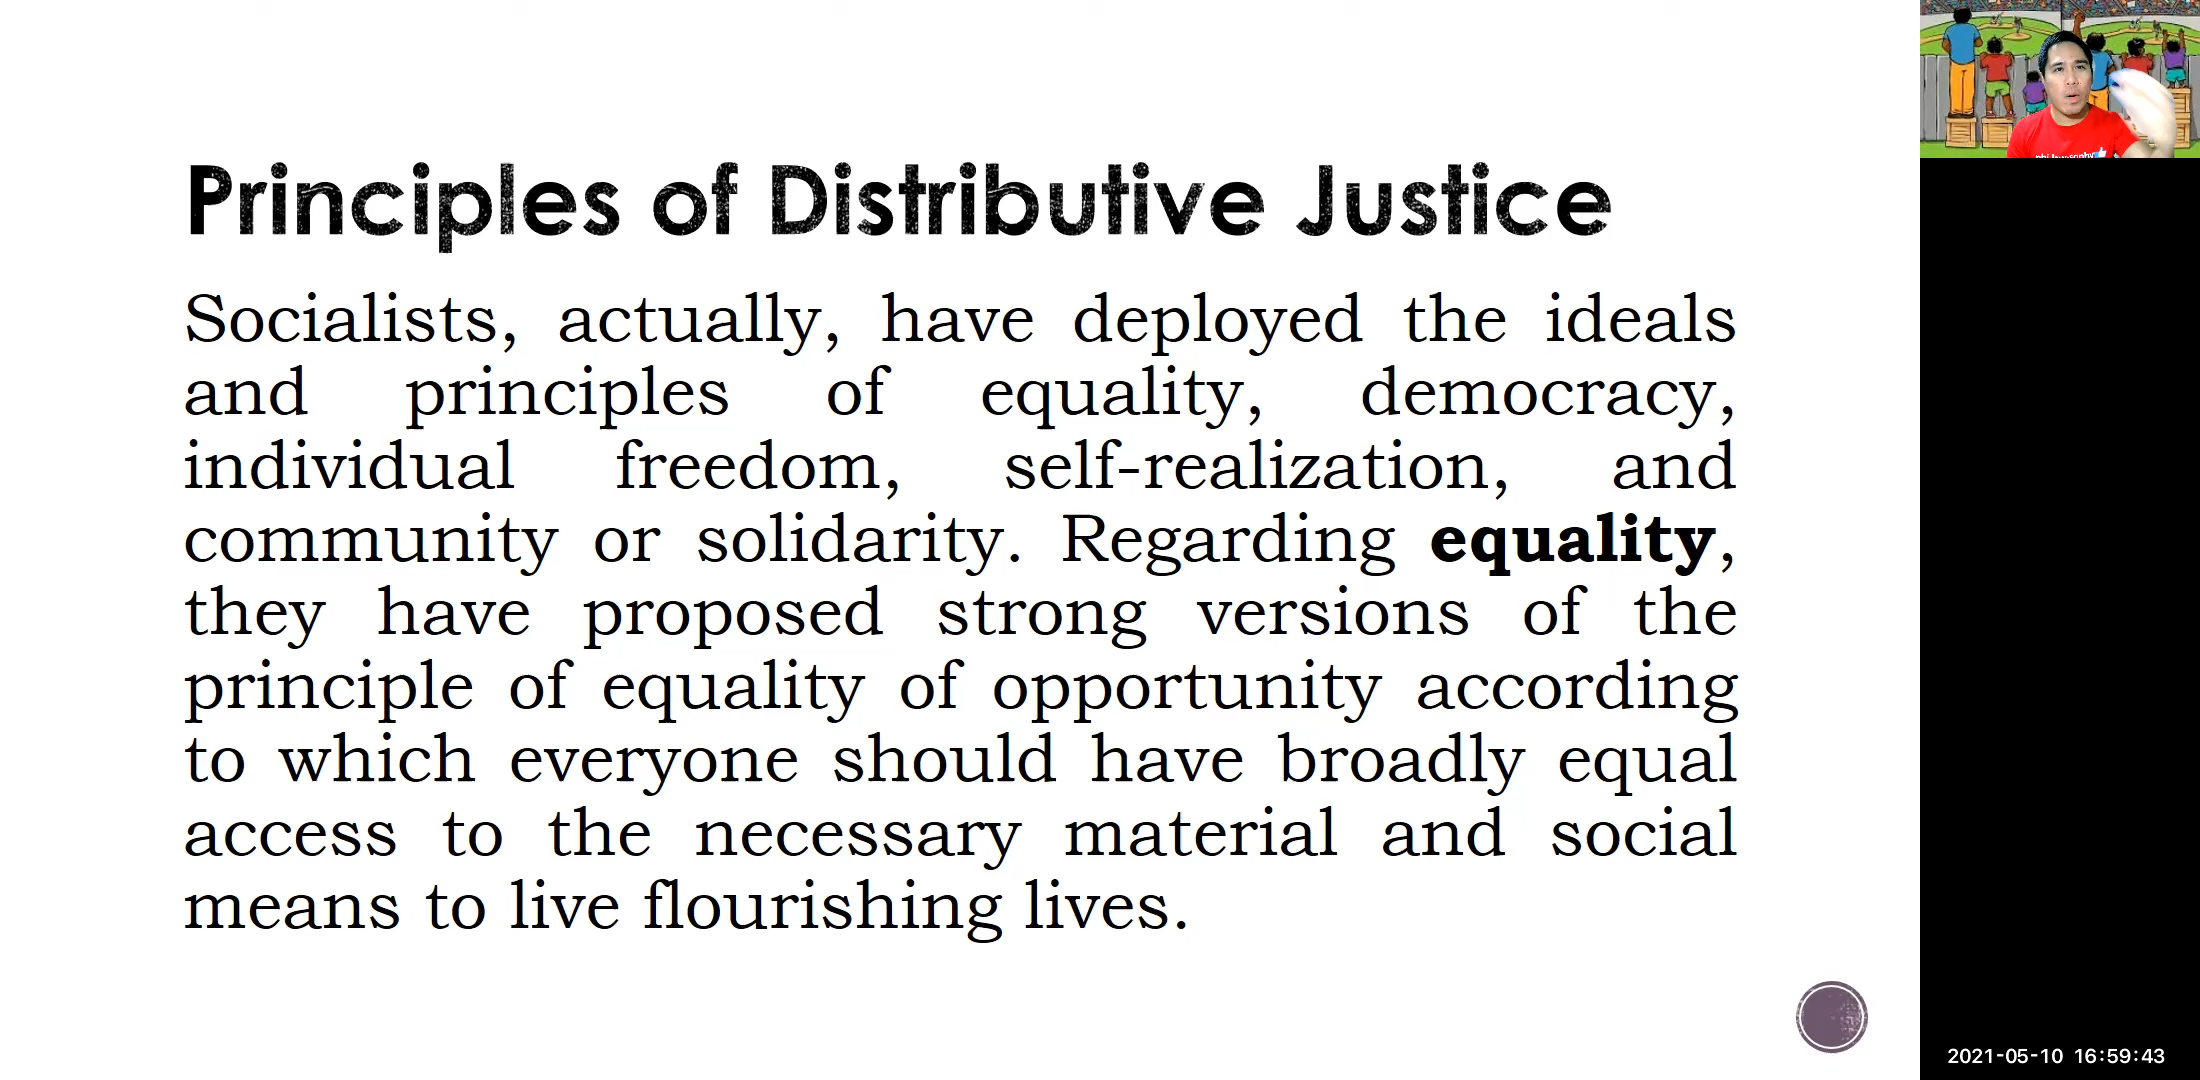 Principles of Distributive Justice
Socialists, actually, have deployed the ideals
and principles of equality, democracy,
individual freedom, self-realization, and
community or solidarity. Regarding equality,
they have proposed strong versions of the
principle of equality of opportunity according
to which everyone should have broadly equal
access to the necessary material and social
means to live flourishing lives.
2021-05-10 16:59:43